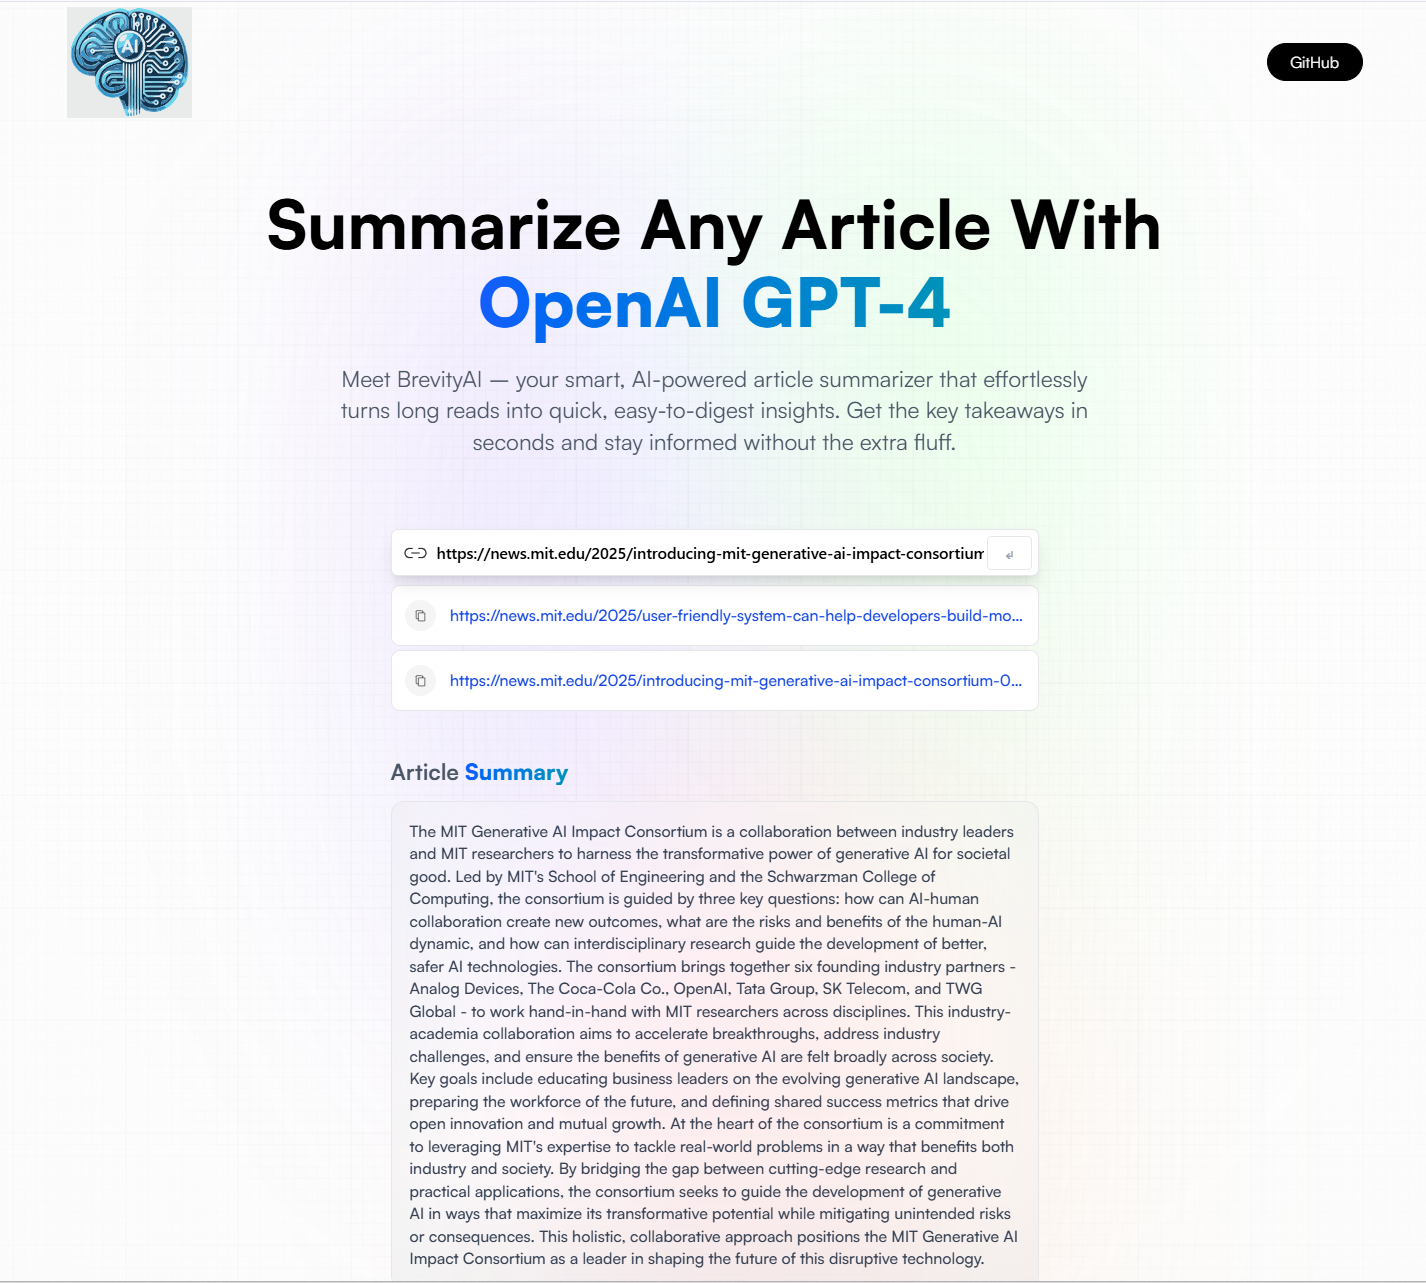 AI
GitHub
Summarize Any Article With
OpenAI GPT-4
Meet BrevityAI — your smart, AI-powered article summarizer that effortlessly
turns long reads into quick, easy-to-digest insights. Get the key takeaways in
seconds and stay informed without the extra fluff.
https://news.mit.edu/2025/introducing-mit-generative-ai-impact-consortium
https://news.mit.edu/2025/user-friendly-system-can-help-developers-build-mo...
https://news.mit.edu/2025/introducing-mit-generative-ai-impact-consortium-0...
Article Summary
The MIT Generative AI Impact Consortium is a collaboration between industry leaders
and MIT researchers to harness the transformative power of generative AI for societal
good. Led by MIT's School of Engineering and the Schwarzman College of
Computing, the consortium is guided by three key questions: how can AI-human
collaboration create new outcomes, what are the risks and benefits of the human-AI
dynamic, and how can interdisciplinary research guide the development of better,
safer AI technologies. The consortium brings together six founding industry partners -
Analog Devices, The Coca-Cola Co., OpenAI, Tata Group, SK Telecom, and TWG
Global - to work hand-in-hand with MIT researchers across disciplines. This industry-
academia collaboration aims to accelerate breakthroughs, address industry
challenges, and ensure the benefits of generative AI are felt broadly across society.
Key goals include educating business leaders on the evolving generative AI landscape,
preparing the workforce of the future, and defining shared success metrics that drive
open innovation and mutual growth. At the heart of the consortium is a commitment
to leveraging MIT's expertise to tackle real-world problems in a way that benefits both
industry and society. By bridging the gap between cutting-edge research and
practical applications, the consortium seeks to guide the development of generative
AI in ways that maximize its transformative potential while mitigating unintended risks
or consequences. This holistic, collaborative approach positions the MIT Generative AI
Impact Consortium as a leader in shaping the future of this disruptive technology.